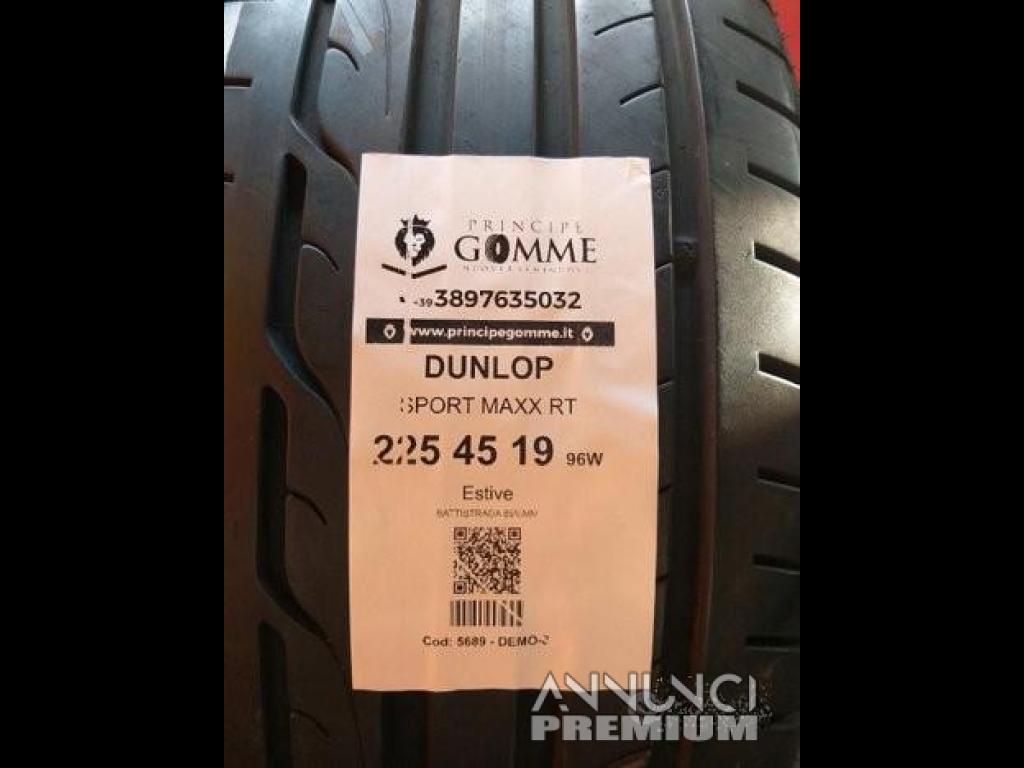 PRINCIPE
GOMME
+39 3897635032
www.principegomme.it
DUNLOP
SPORT MAXX RT
225 45 19 96W
Estive
BATTISTRADA
Cod: 5689 - DEMO-
ANNUNCI
PREMIUM